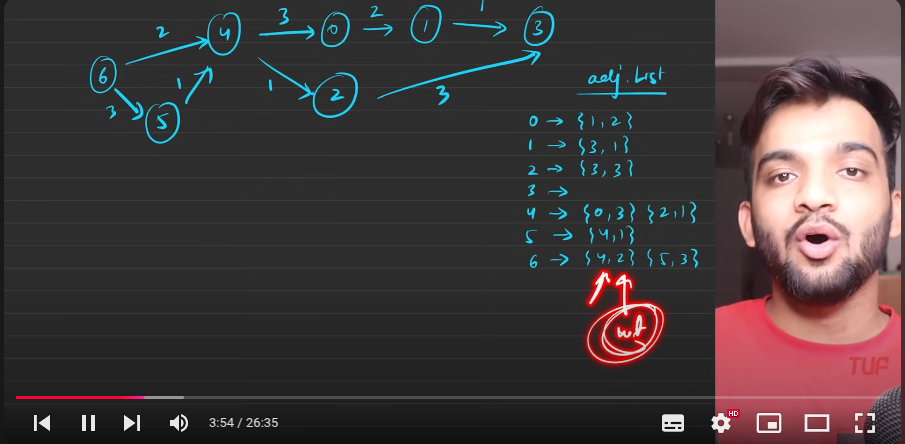 2
4
3
0
2
1
1
3
6
3
5
1
1
2
3
adj. List
0 → {1, 2}
1 → {3, 1}
2 → {3, 3}
3 →
4 → {0, 3} {2, 1}
5 → {4, 1}
6 → {4, 2} {5, 3}
wt
TUF
3:54 / 26:35
HD